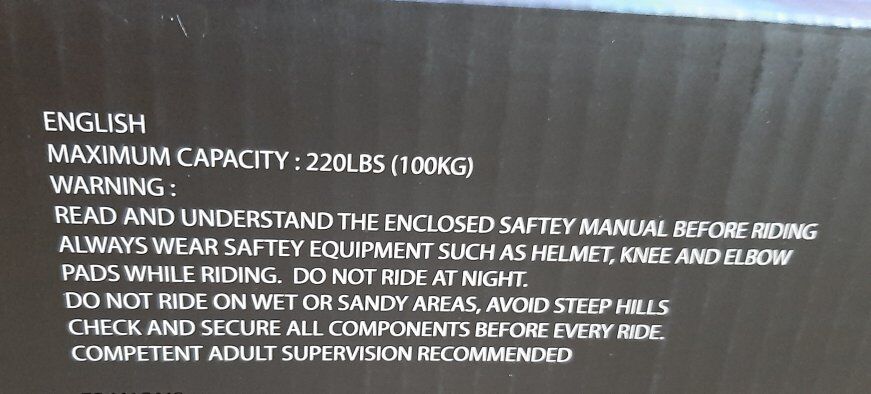 ENGLISH
MAXIMUM CAPACITY : 220LBS (100KG)
WARNING :
READ AND UNDERSTAND THE ENCLOSED SAFTEY MANUAL BEFORE RIDING
ALWAYS WEAR SAFTEY EQUIPMENT SUCH AS HELMET, KNEE AND ELBOW
PADS WHILE RIDING. DO NOT RIDE AT NIGHT.
DO NOT RIDE ON WET OR SANDY AREAS, AVOID STEEP HILLS
CHECK AND SECURE ALL COMPONENTS BEFORE EVERY RIDE.
COMPETENT ADULT SUPERVISION RECOMMENDED